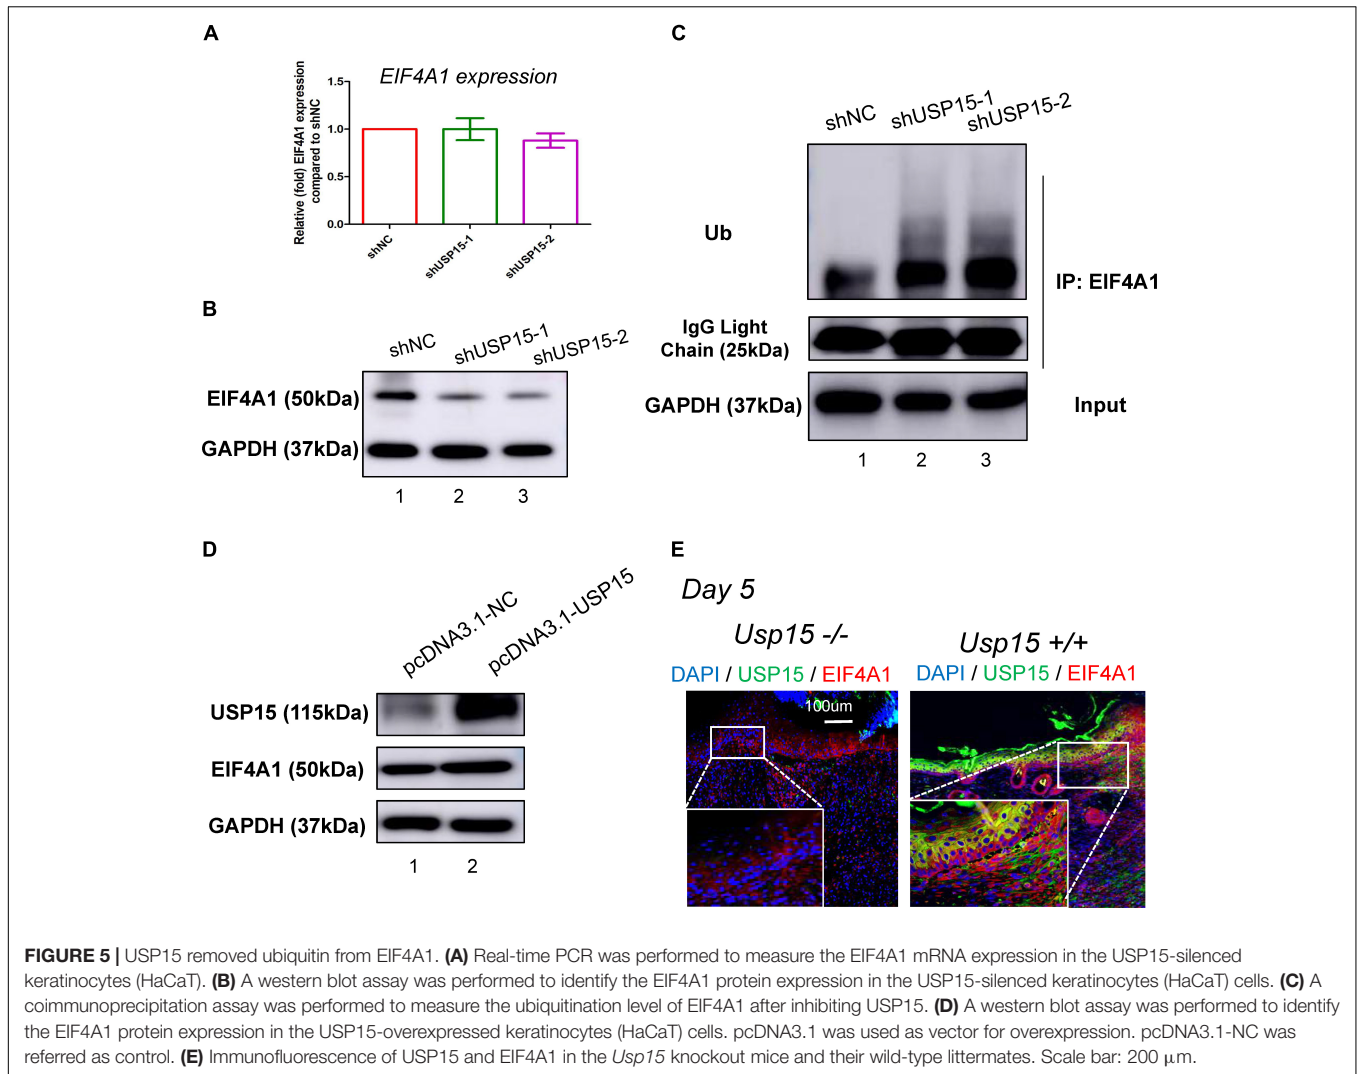 A
EIF4A1 expression
Relative (fold) EIF4A1 expression
compared to shNC
1.5
1.0
0.5
0.0
shNC
shUSP15-1
shUSP15-2
B
shNC
shUSP15-1
shUSP15-2
EIF4A1 (50kDa)
GAPDH (37kDa)
1 2 3
C
shNC
shUSP15-1
shUSP15-2
Ub
IP: EIF4A1
IgG Light
Chain (25kDa)
GAPDH (37kDa)
Input
1 2 3
D
pcDNA3.1-NC
pcDNA3.1-USP15
USP15 (115kDa)
EIF4A1 (50kDa)
GAPDH (37kDa)
1 2
E
Day 5
Usp15 -/-
DAPI / USP15 / EIF4A1
100um
Usp15 +/+
DAPI / USP15 / EIF4A1
FIGURE 5 | USP15 removed ubiquitin from EIF4A1. (A) Real-time PCR was performed to measure the EIF4A1 mRNA expression in the USP15-silenced
keratinocytes (HaCaT). (B) A western blot assay was performed to identify the EIF4A1 protein expression in the USP15-silenced keratinocytes (HaCaT) cells. (C) A
coimmunoprecipitation assay was performed to measure the ubiquitination level of EIF4A1 after inhibiting USP15. (D) A western blot assay was performed to identify
the EIF4A1 protein expression in the USP15-overexpressed keratinocytes (HaCaT) cells. pcDNA3.1 was used as vector for overexpression. pcDNA3.1-NC was
referred as control. (E) Immunofluorescence of USP15 and EIF4A1 in the Usp15 knockout mice and their wild-type littermates. Scale bar: 200 μm.